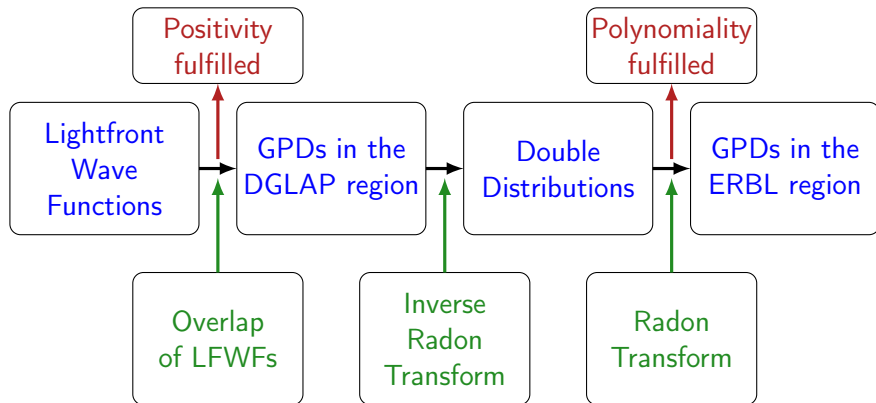 Positivity
fulfilled
Polynomiality
fulfilled
Lightfront
Wave
Functions
GPDs in the
DGLAP region
Double
Distributions
GPDs in the
ERBL region
Overlap
of LFWFs
Inverse
Radon
Transform
Radon
Transform